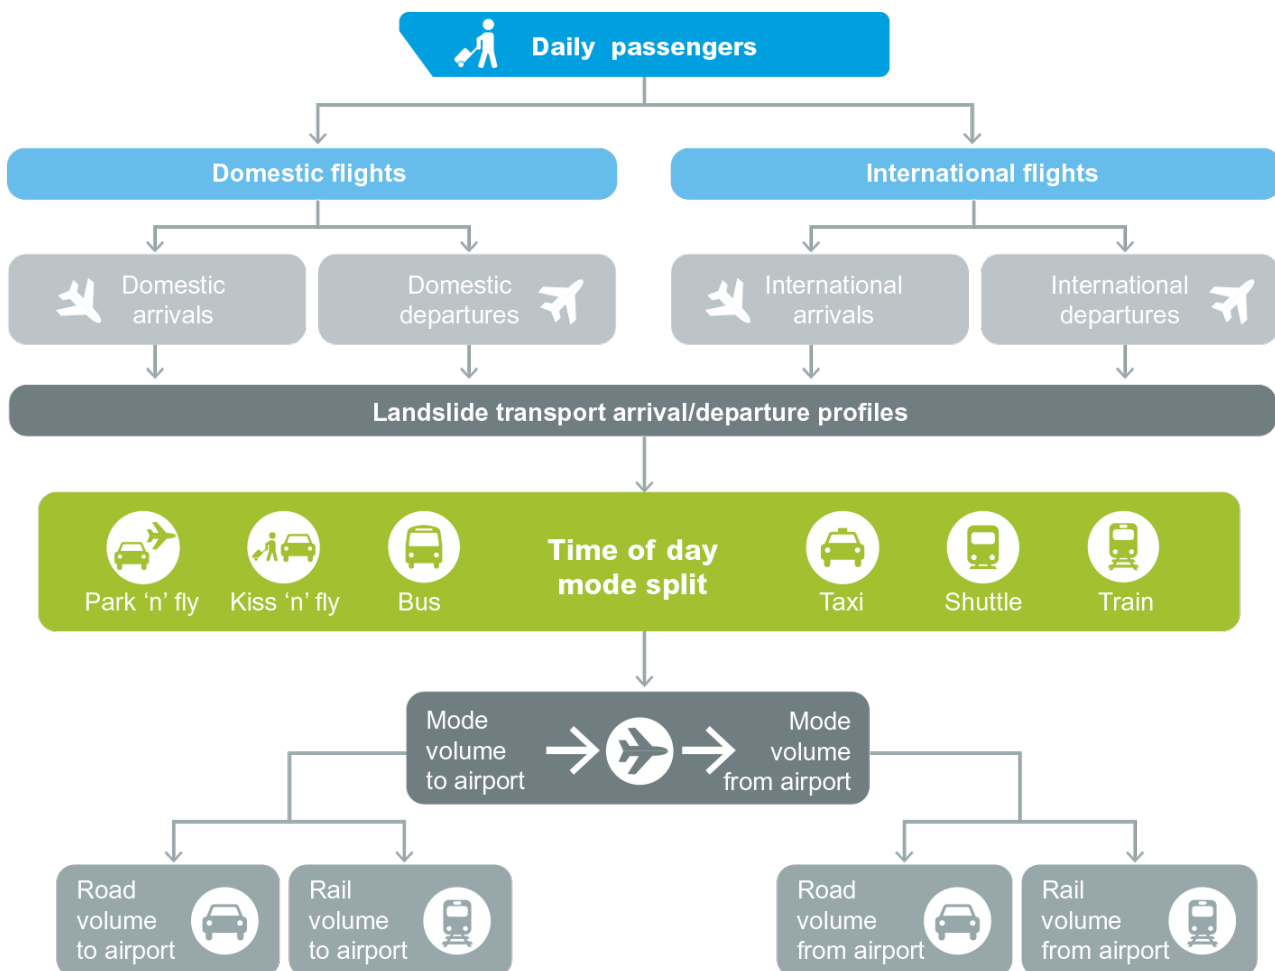 Daily passengers
Domestic flights
International flights
Domestic
arrivals
Domestic
departures
International
arrivals
International
departures
Landslide transport arrival/departure profiles
Time of day
mode split
Park ‘n’ fly
Kiss ‘n’ fly
Bus
Taxi
Shuttle
Train
Mode
volume
to airport
Mode
volume
from airport
Road
volume
to airport
Rail
volume
to airport
Road
volume
from airport
Rail
volume
from airport